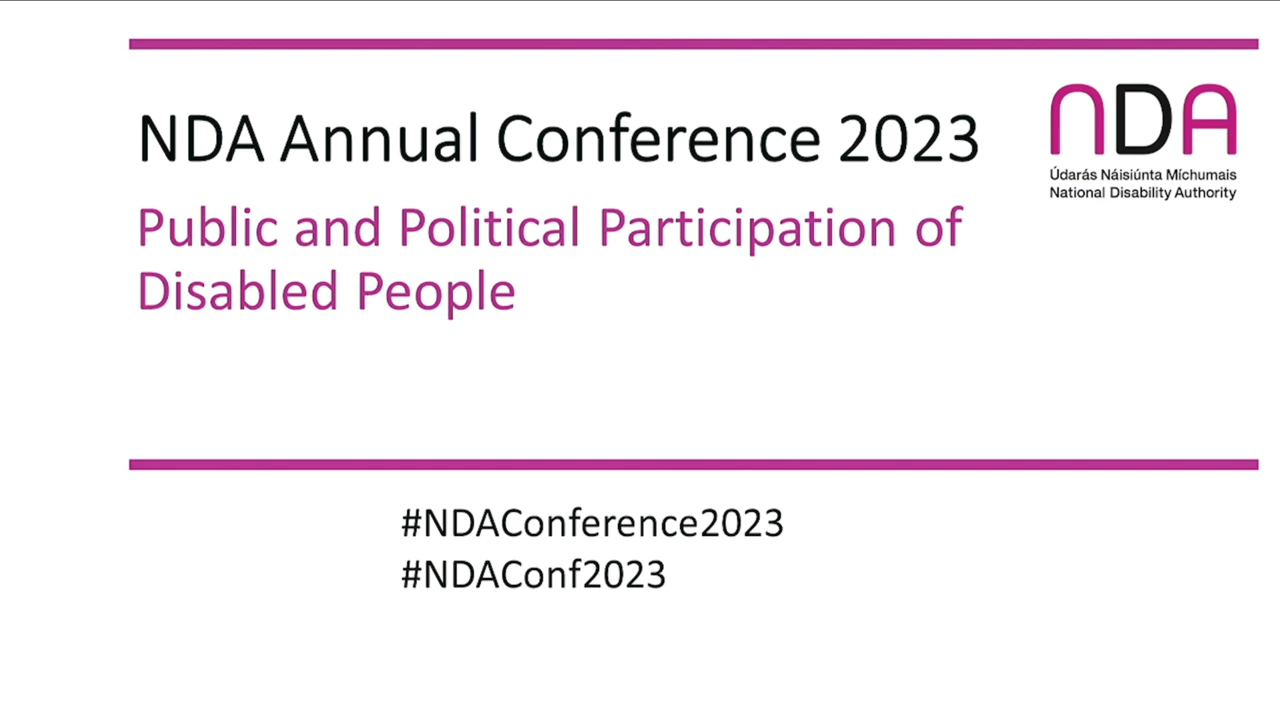 NDA Annual Conference 2023
NDA
Údarás Náisiúnta Míchumais
National Disability Authority
Public and Political Participation of
Disabled People
#NDAConference2023
#NDAConf2023